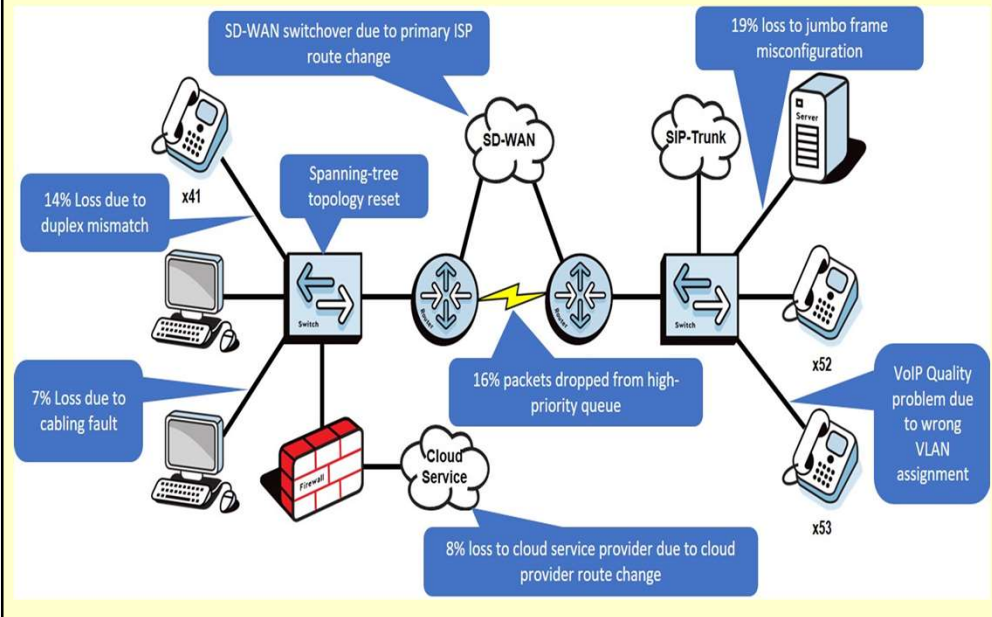 SD-WAN switchover due to primary ISP
route change
19% loss to jumbo frame
misconfiguration
SD-WAN
SIP-Trunk
Server
x41
14% Loss due to
duplex mismatch
Spanning-tree
topology reset
Switch
Router
Router
Switch
x52
7% Loss due to
cabling fault
16% packets dropped from high-
priority queue
VoIP Quality
problem due
to wrong
VLAN
assignment
Firewall
Cloud
Service
x53
8% loss to cloud service provider due to cloud
provider route change